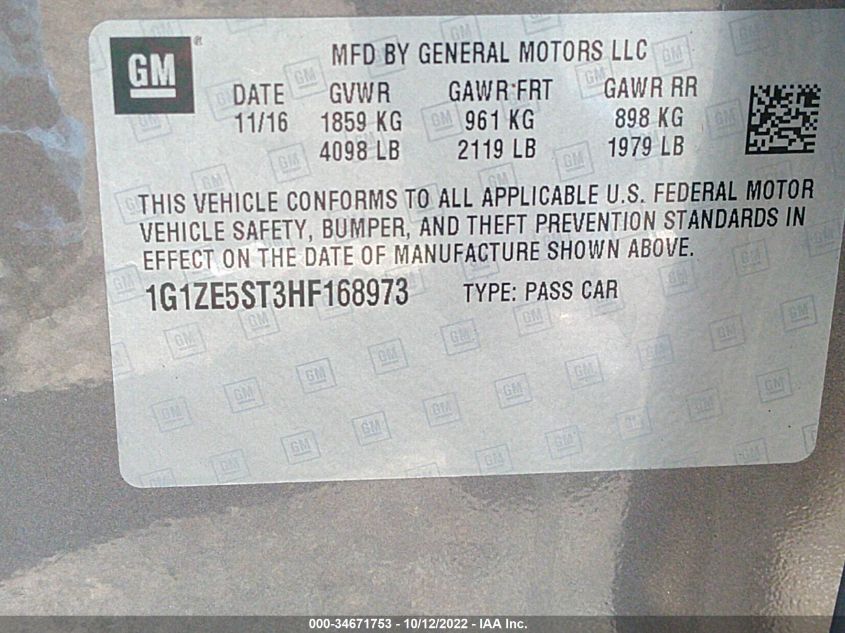 GM ®
MFD BY GENERAL MOTORS LLC
DATE GVWR GAWR FRT GAWR RR
11/16 1859 KG 961 KG 898 KG
4098 LB 2119 LB 1979 LB
THIS VEHICLE CONFORMS TO ALL APPLICABLE U.S. FEDERAL MOTOR
VEHICLE SAFETY, BUMPER, AND THEFT PREVENTION STANDARDS IN
EFFECT ON THE DATE OF MANUFACTURE SHOWN ABOVE.
1G1ZE5ST3HF168973 TYPE: PASS CAR
000-34671753 - 10/12/2022 - IAA Inc.